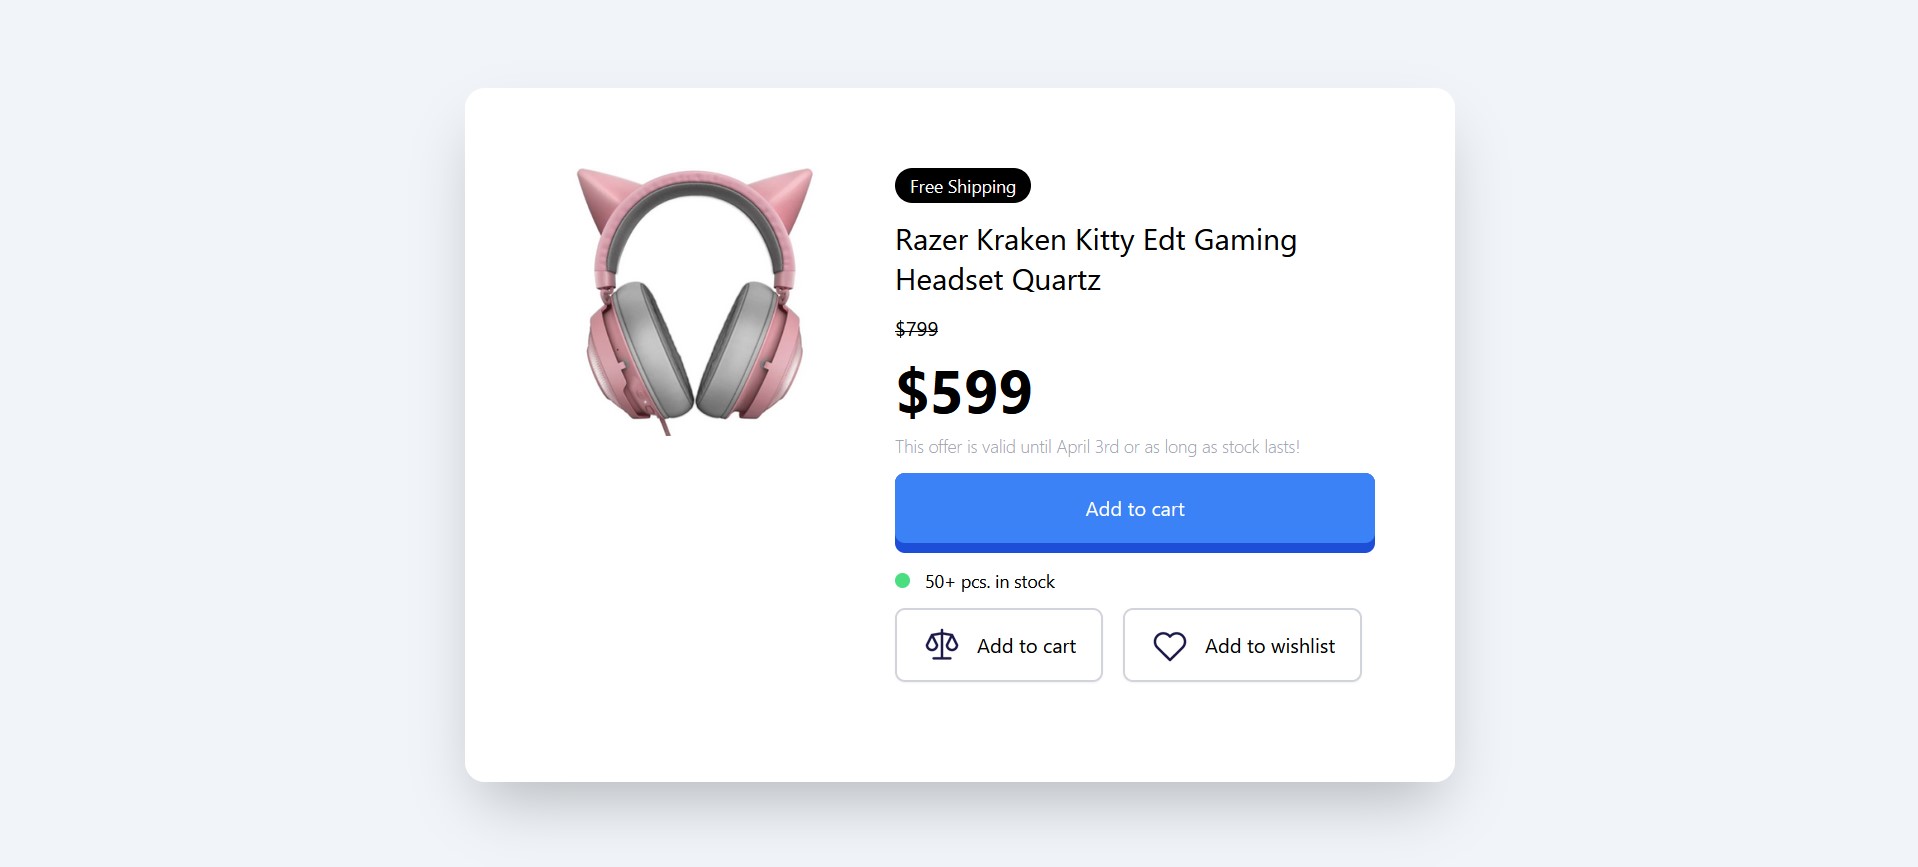 Free Shipping
Razer Kraken Kitty Edt Gaming
Headset Quartz
$799
$599
This offer is valid until April 3rd or as long as stock lasts!
Add to cart
50+ pcs. in stock
Add to cart
Add to wishlist